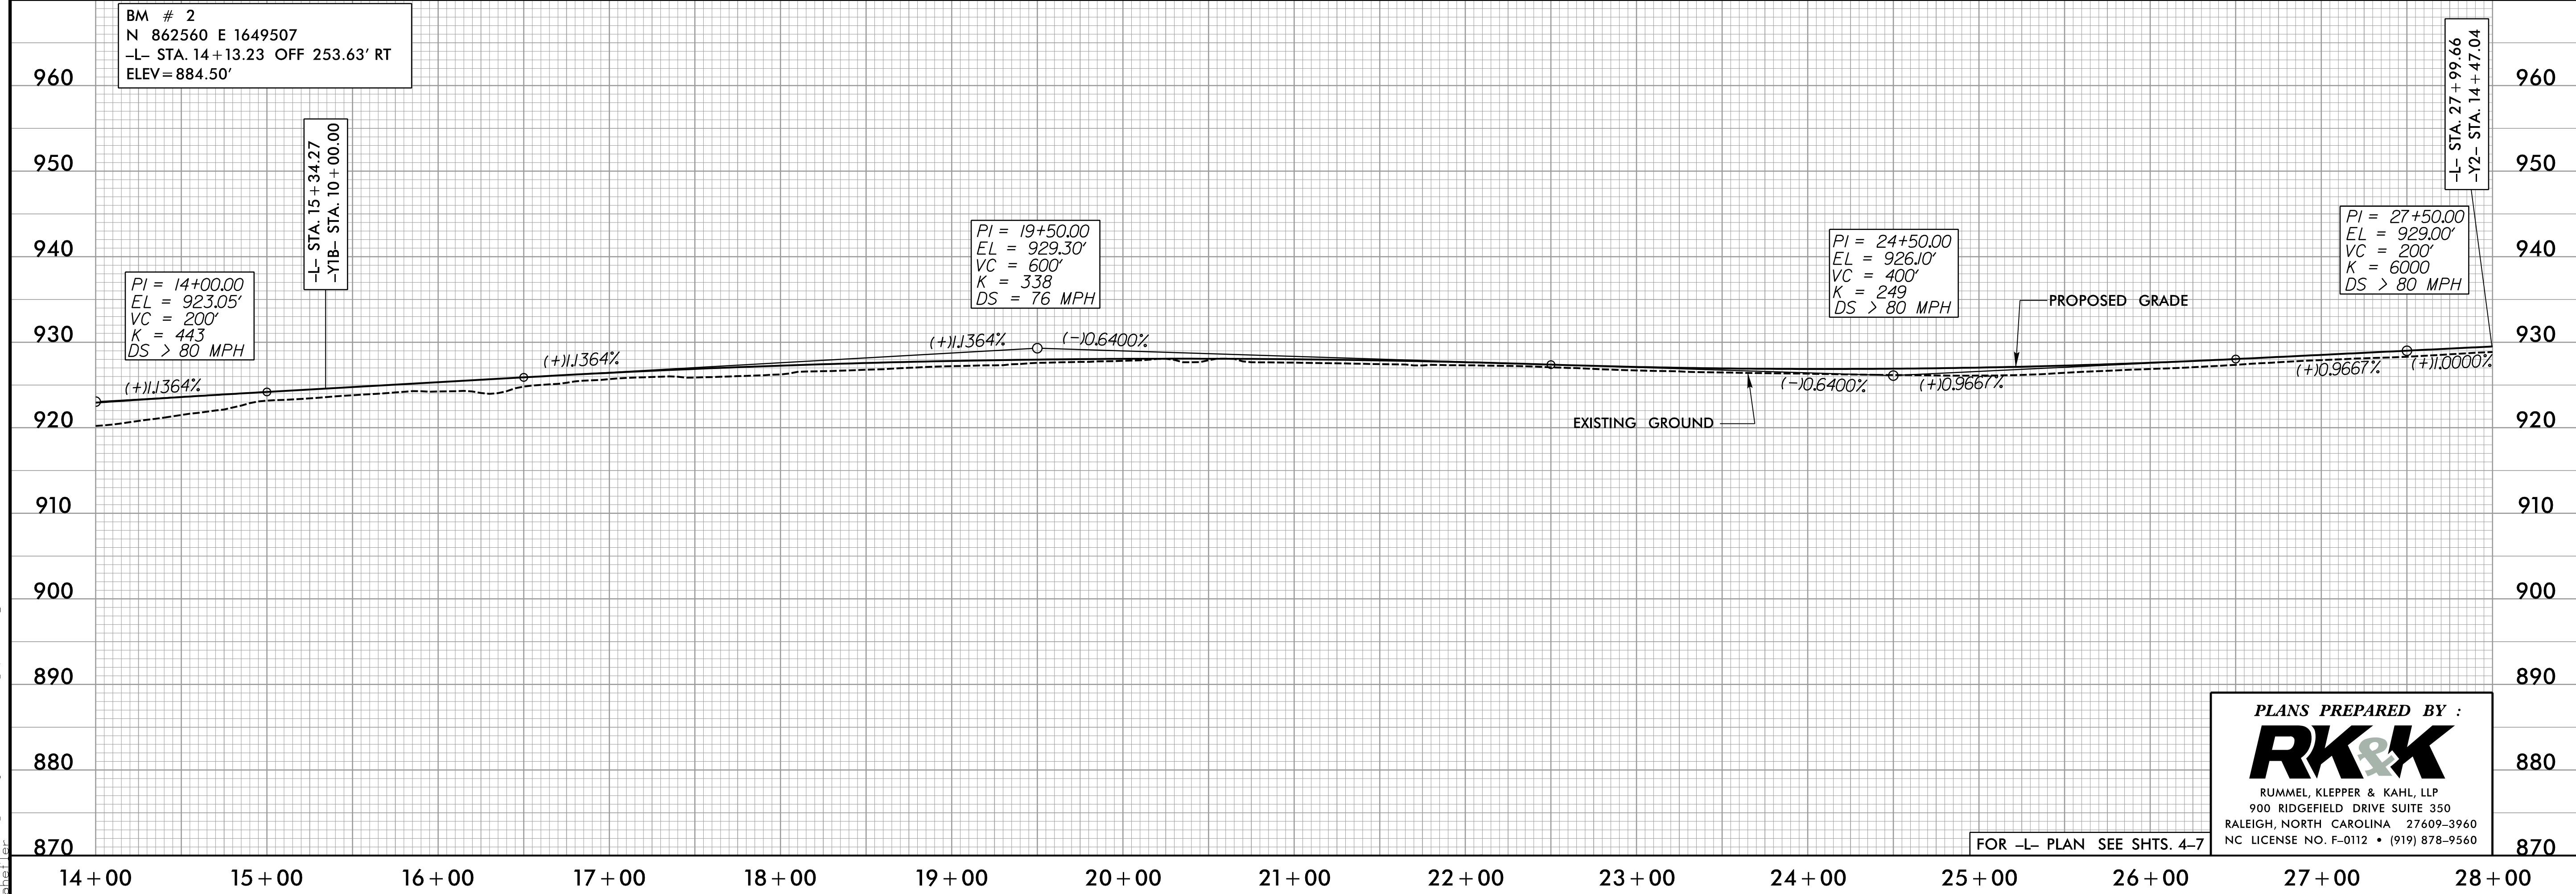 BM # 2
N 862560 E 1649507
–L– STA. 14+13.23 OFF 253.63' RT
ELEV=884.50'
–L– STA. 15+34.27
–Y1B– STA. 10+00.00
–L– STA. 27+99.66
–Y2– STA. 14+47.04
PI = 14+00.00
EL = 923.05'
VC = 200'
K = 443
DS > 80 MPH
PI = 19+50.00
EL = 929.30'
VC = 600'
K = 338
DS = 76 MPH
PI = 24+50.00
EL = 926.10'
VC = 400'
K = 249
DS > 80 MPH
PI = 27+50.00
EL = 929.00'
VC = 200'
K = 6000
DS > 80 MPH
(+)1.1364%
(+)1.1364%
(+)1.1364%
(–)0.6400%
(–)0.6400%
(+)0.9667%
(+)0.9667%
(+)1.0000%
PROPOSED GRADE
EXISTING GROUND
960
950
940
930
920
910
900
890
880
870
960
950
940
930
920
910
900
890
880
870
PLANS PREPARED BY :
RK&K
RUMMEL, KLEPPER & KAHL, LLP
900 RIDGEFIELD DRIVE SUITE 350
RALEIGH, NORTH CAROLINA 27609–3960
NC LICENSE NO. F–0112 • (919) 878–9560
FOR –L– PLAN SEE SHTS. 4–7
14+00 15+00 16+00 17+00 18+00 19+00 20+00 21+00 22+00 23+00 24+00 25+00 26+00 27+00 28+00